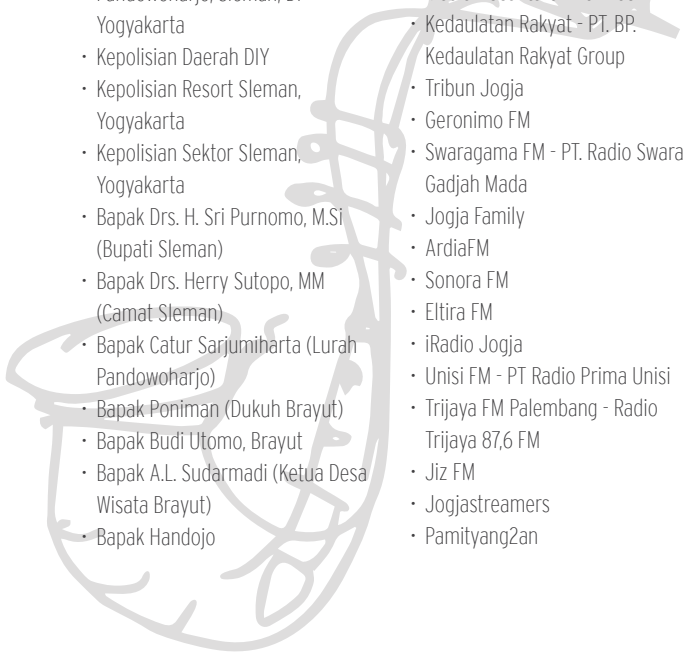 Yogyakarta
• Kepolisian Daerah DIY
• Kepolisian Resort Sleman,
Yogyakarta
• Kepolisian Sektor Sleman,
Yogyakarta
• Bapak Drs. H. Sri Purnomo, M.Si
(Bupati Sleman)
• Bapak Drs. Herry Sutopo, MM
(Camat Sleman)
• Bapak Catur Sarjumiharta (Lurah
Pandowoharjo)
• Bapak Poniman (Dukuh Brayut)
• Bapak Budi Utomo, Brayut
• Bapak A.L. Sudarmadi (Ketua Desa
Wisata Brayut)
• Bapak Handojo
• Kedaulatan Rakyat - PT. BP.
Kedaulatan Rakyat Group
• Tribun Jogja
• Geronimo FM
• Swaragama FM - PT. Radio Swara
Gadjah Mada
• Jogja Family
• ArdiaFM
• Sonora FM
• Eltira FM
• iRadio Jogja
• Unisi FM - PT Radio Prima Unisi
• Trijaya FM Palembang - Radio
Trijaya 87,6 FM
• Jiz FM
• Jogjastreamers
• Pamityang2an